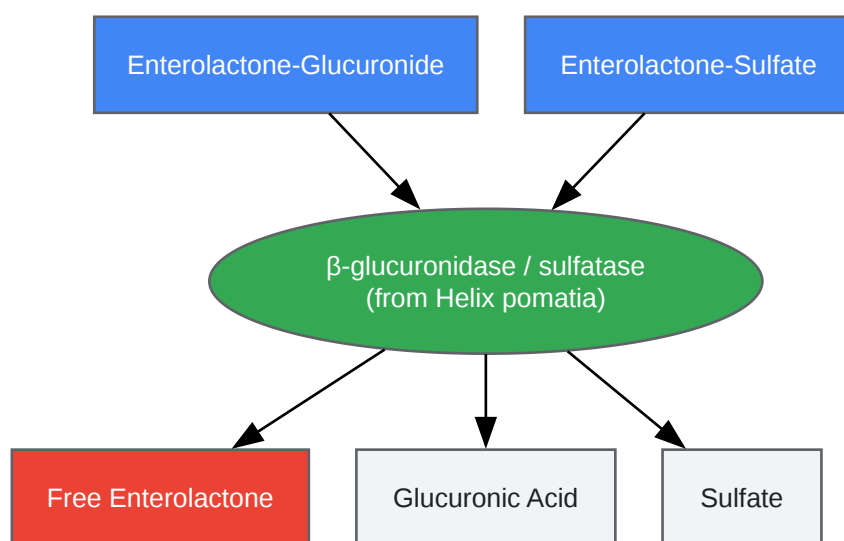 Enterolactone-Glucuronide
Enterolactone-Sulfate
β-glucuronidase / sulfatase
(from Helix pomatia)
Free Enterolactone
Glucuronic Acid
Sulfate